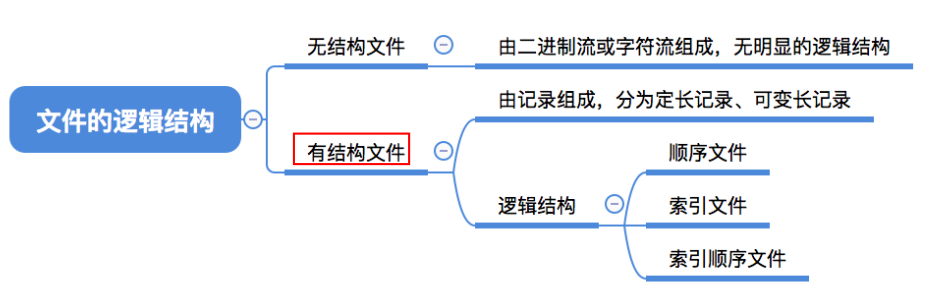 文件的逻辑结构
无结构文件
由二进制流或字符流组成，无明显的逻辑结构
有结构文件
由记录组成，分为定长记录、可变长记录
逻辑结构
顺序文件
索引文件
索引顺序文件